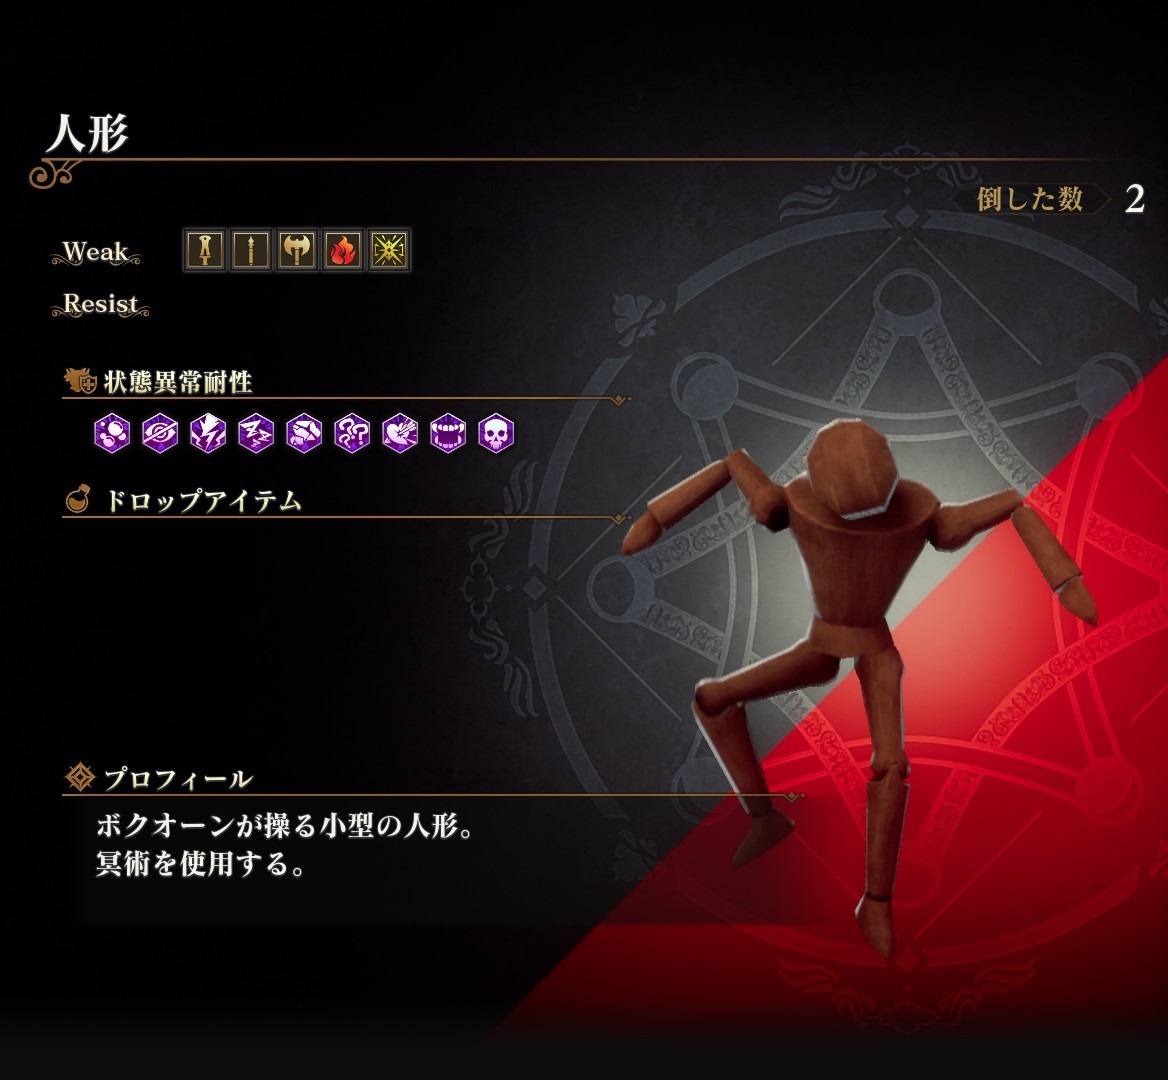 人形
倒した数 2
Weak
Resist
状態異常耐性
ドロップアイテム
プロフィール
ボクオーンが操る小型の人形。
冥術を使用する。